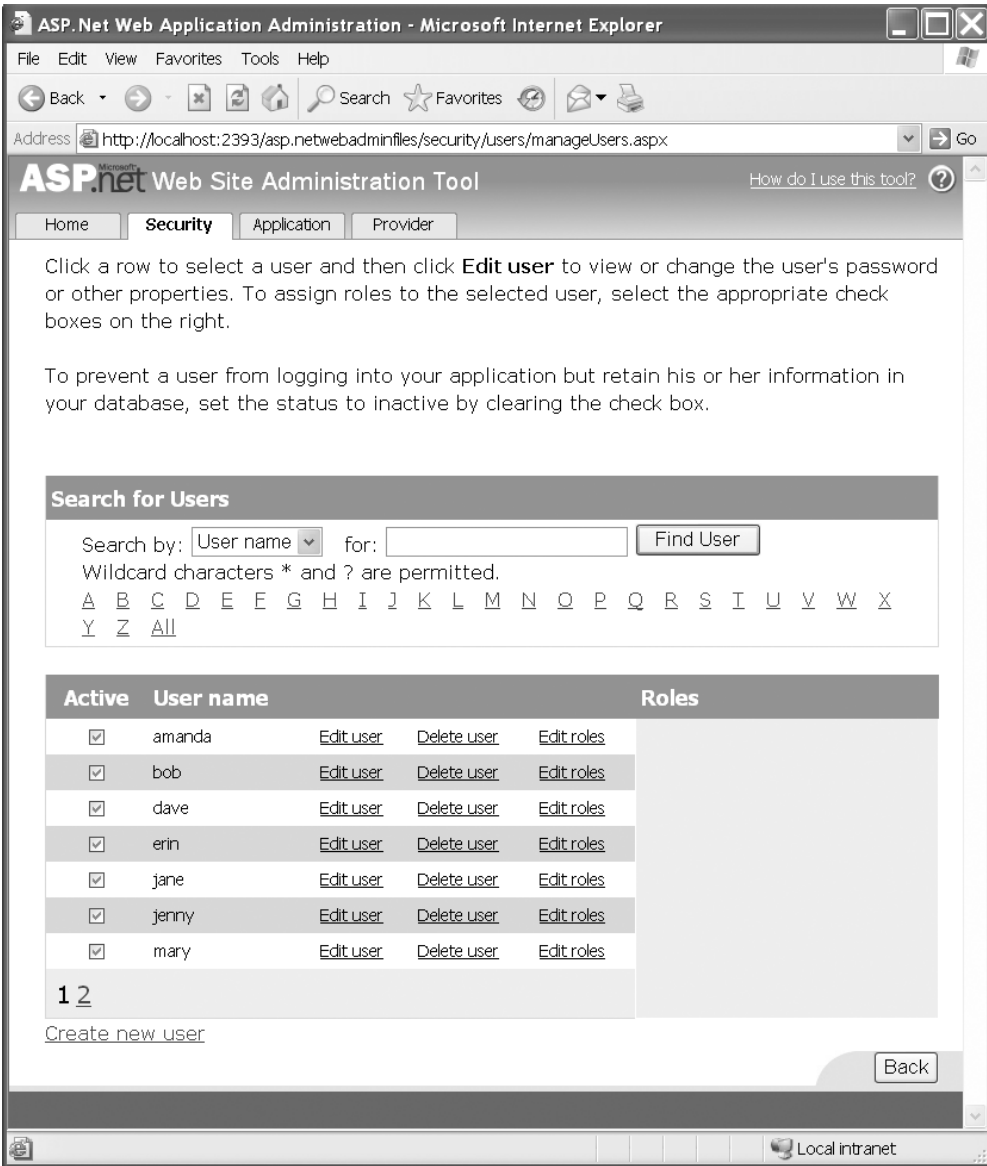 ASP.Net Web Application Administration - Microsoft Internet Explorer
File Edit View Favorites Tools Help
Back Search Favorites
Address http://localhost:2393/asp.netwebadminfiles/security/users/manageUsers.aspx Go
Microsoft
ASP.net Web Site Administration Tool How do I use this tool? ?
Home Security Application Provider
Click a row to select a user and then click Edit user to view or change the user's password
or other properties. To assign roles to the selected user, select the appropriate check
boxes on the right.
To prevent a user from logging into your application but retain his or her information in
your database, set the status to inactive by clearing the check box.
Search for Users
Search by: User name for: Find User
Wildcard characters * and ? are permitted.
A B C D E F G H I J K L M N O P Q R S T U V W X
Y Z All
Active User name Roles
amanda Edit user Delete user Edit roles
bob Edit user Delete user Edit roles
dave Edit user Delete user Edit roles
erin Edit user Delete user Edit roles
jane Edit user Delete user Edit roles
jenny Edit user Delete user Edit roles
mary Edit user Delete user Edit roles
1 2
Create new user
Back
Local intranet